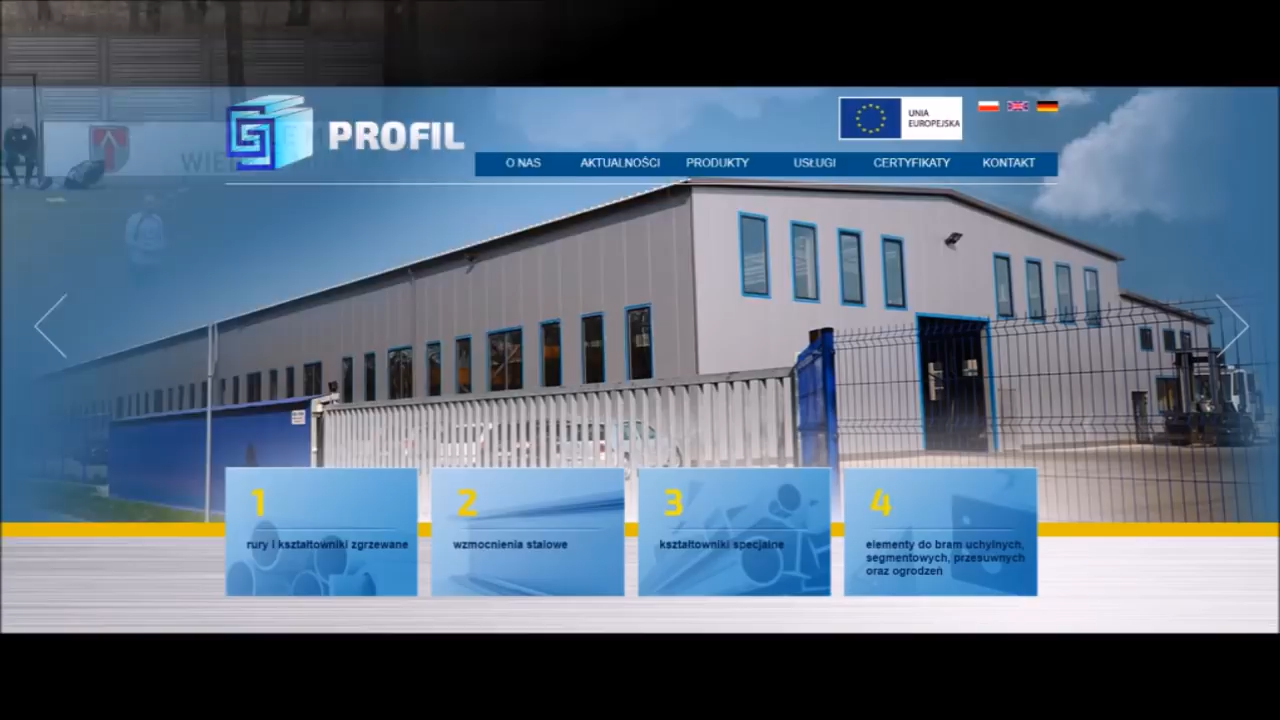 PROFIL
UNIA
EUROPEJSKA
O NAS AKTUALNOŚCI PRODUKTY USŁUGI CERTYFIKATY KONTAKT
1
rury i kształtowniki zgrzewane
2
wzmocnienia stalowe
3
kształtowniki specjalne
4
elementy do bram uchylnych,
segmentowych, przesuwnych
oraz ogrodzeń